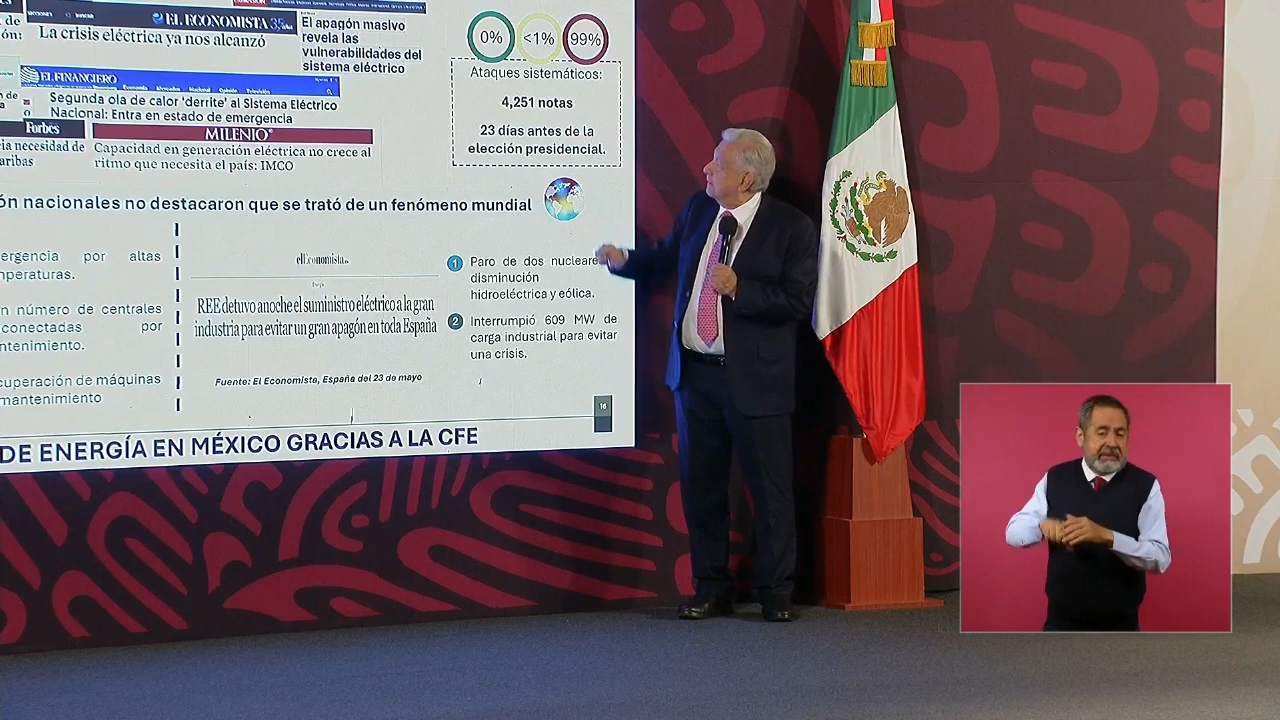 EL ECONOMISTA
La crisis eléctrica ya nos alcanzó
El apagón masivo
revela las
vulnerabilidades del
sistema eléctrico
0%
<1%
99%
Ataques sistemáticos:
4,251 notas
23 días antes de la
elección presidencial.
EL FINANCIERO
Segunda ola de calor 'derrite' al Sistema Eléctrico
Nacional: Entra en estado de emergencia
Forbes
ia necesidad de
aribas
MILENIO
Capacidad en generación eléctrica no crece al
ritmo que necesita el país: IMCO
ón nacionales no destacaron que se trató de un fenómeno mundial
ergencia por altas
mperaturas.
n número de centrales
conectadas por
ntenimiento.
cuperación de máquinas
mantenimiento
elEconomista.es
REE detuvo anoche el suministro eléctrico a la gran
industria para evitar un gran apagón en toda España
Fuente: El Economista, España del 23 de mayo
1 Paro de dos nucleares
disminución
hidroeléctrica y eólica.
2 Interrumpió 609 MW de
carga industrial para evitar
una crisis.
16
DE ENERGÍA EN MÉXICO GRACIAS A LA CFE